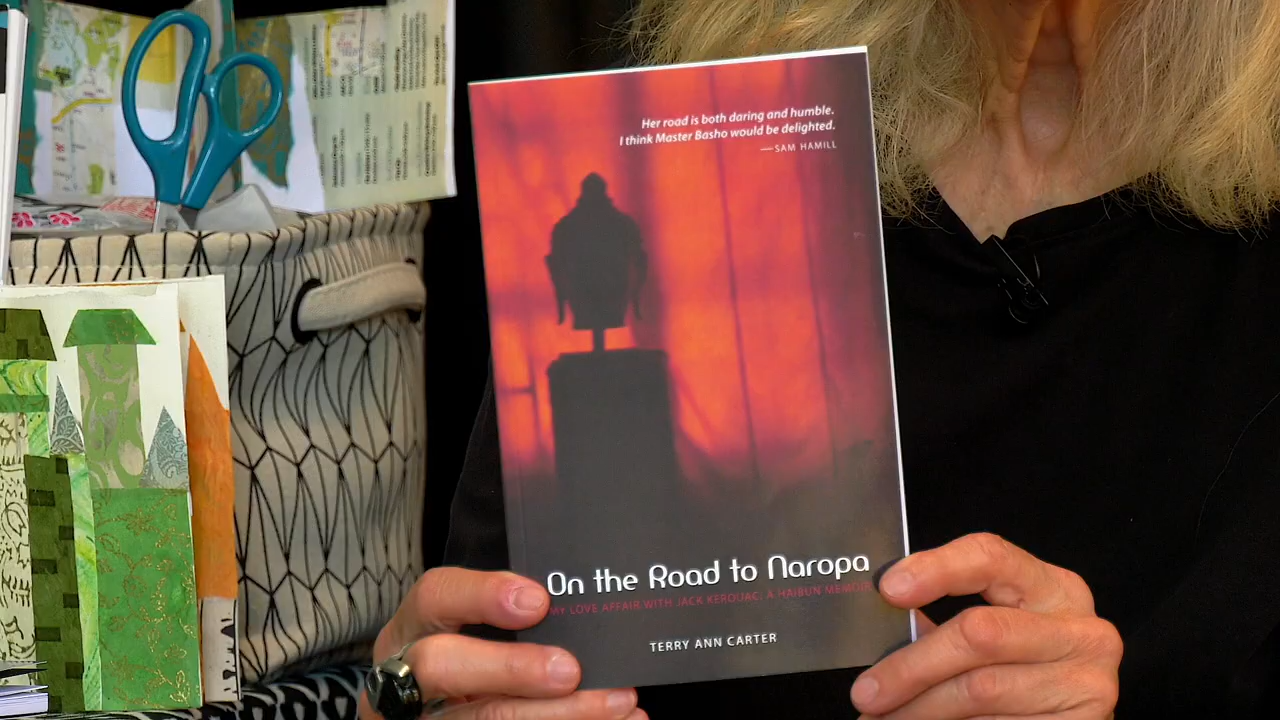 Her road is both daring and humble.
I think Master Basho would be delighted.
—SAM HAMILL
On the Road to Naropa
MY LOVE AFFAIR WITH JACK KEROUAC: A HAIBUN MEMOIR
TERRY ANN CARTER